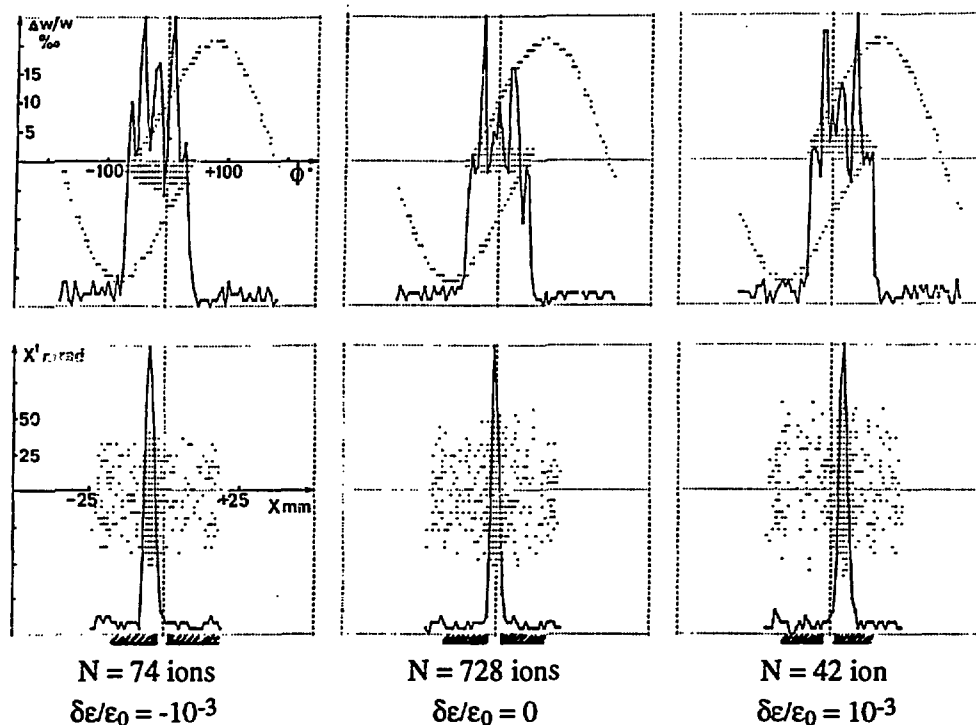 Δw/w
‰
15
10
5
-100
+100
ϕ°
X' mrad
50
25
-25
+25
X mm
N = 74 ions
N = 728 ions
N = 42 ion
δε/ε₀ = -10⁻³
δε/ε₀ = 0
δε/ε₀ = 10⁻³